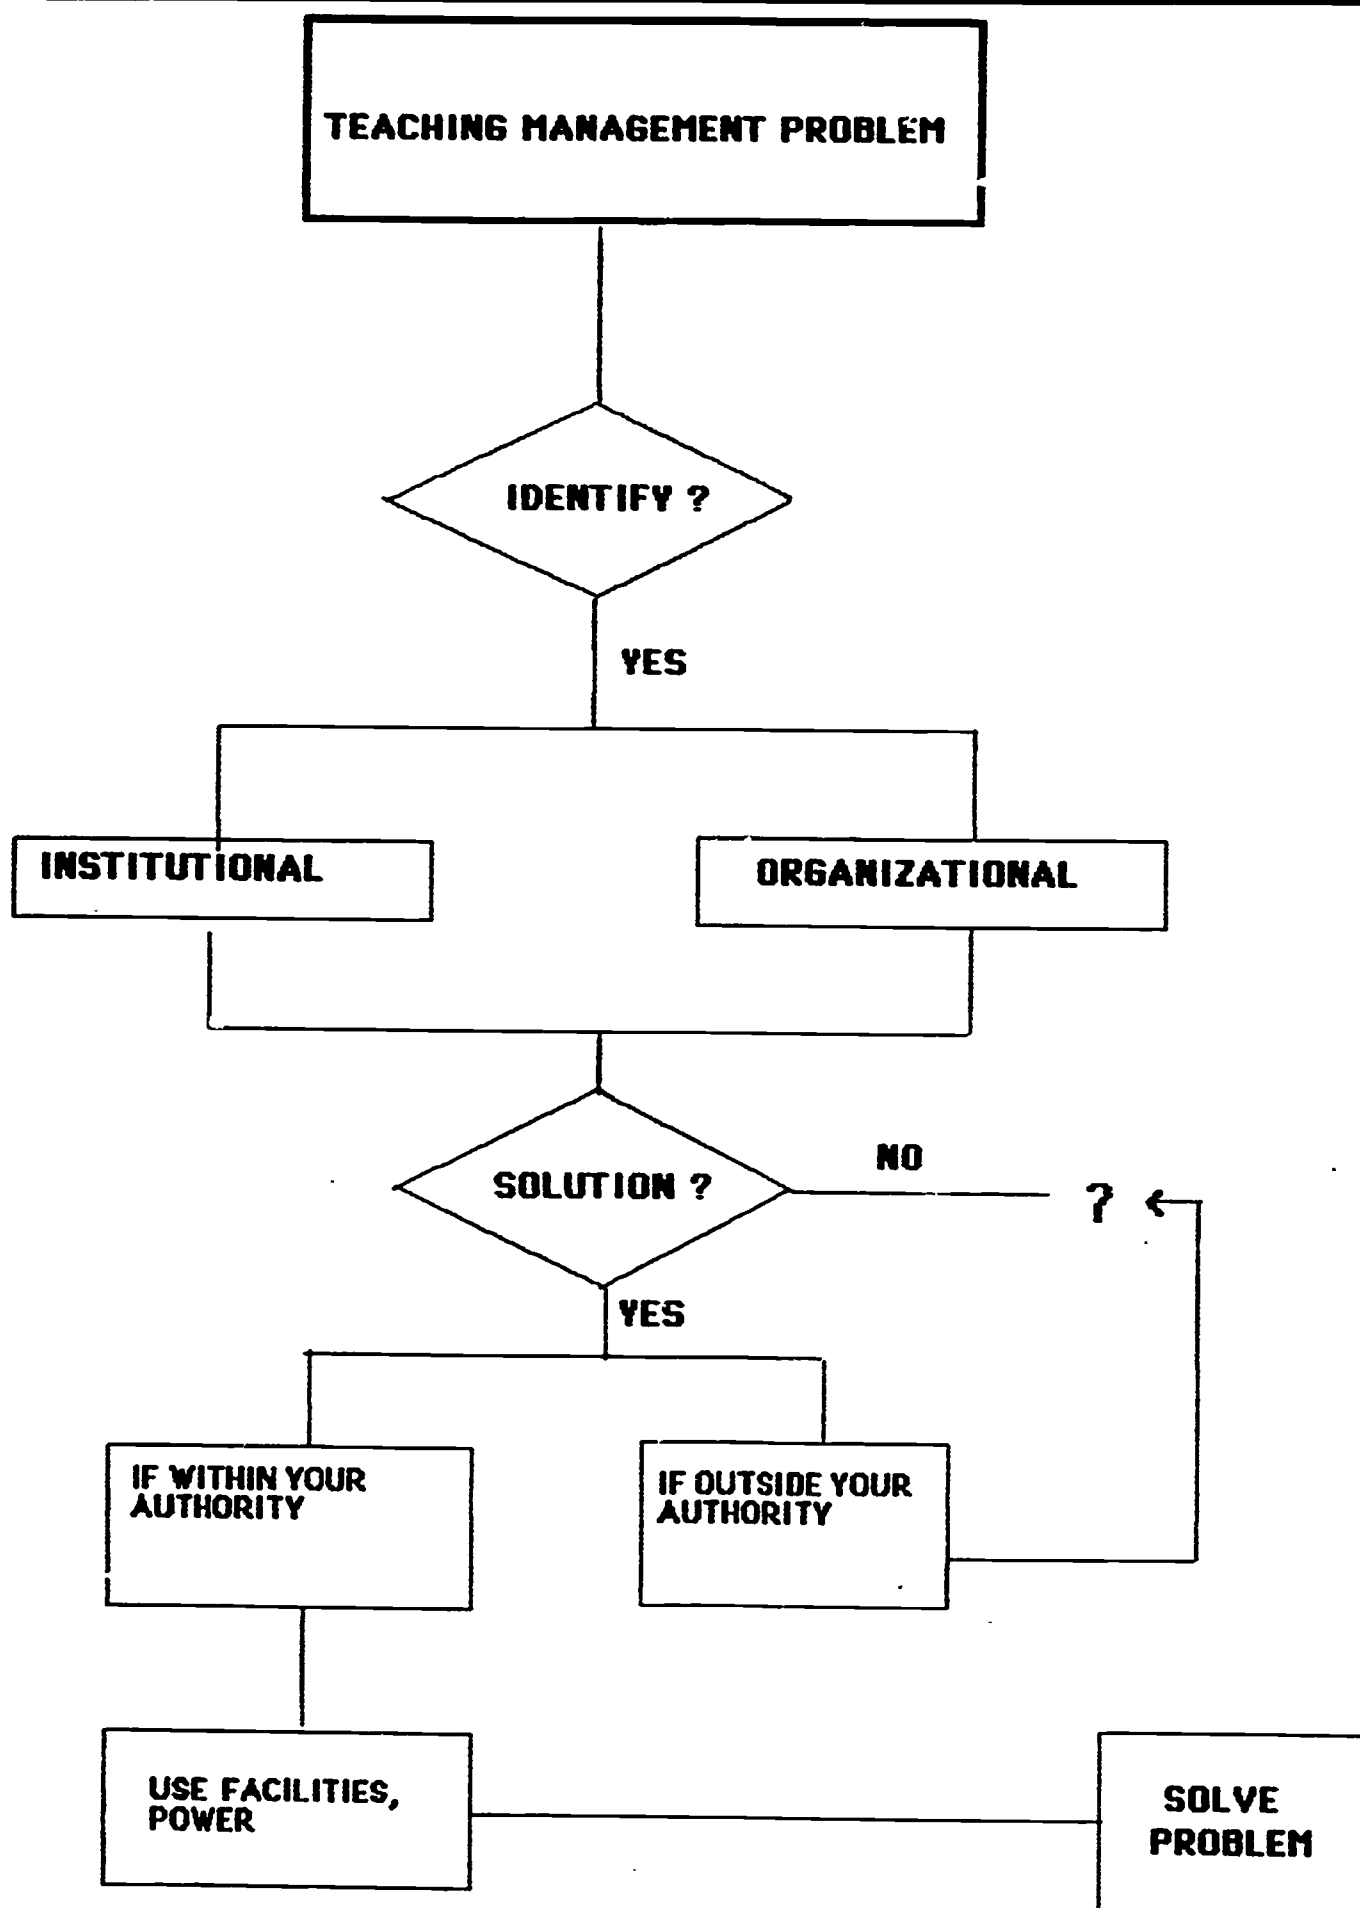 TEACHING MANAGEMENT PROBLEM
IDENTIFY ?
YES
INSTITUTIONAL
ORGANIZATIONAL
SOLUTION ?
NO
?
YES
IF WITHIN YOUR
AUTHORITY
IF OUTSIDE YOUR
AUTHORITY
USE FACILITIES,
POWER
SOLVE
PROBLEM